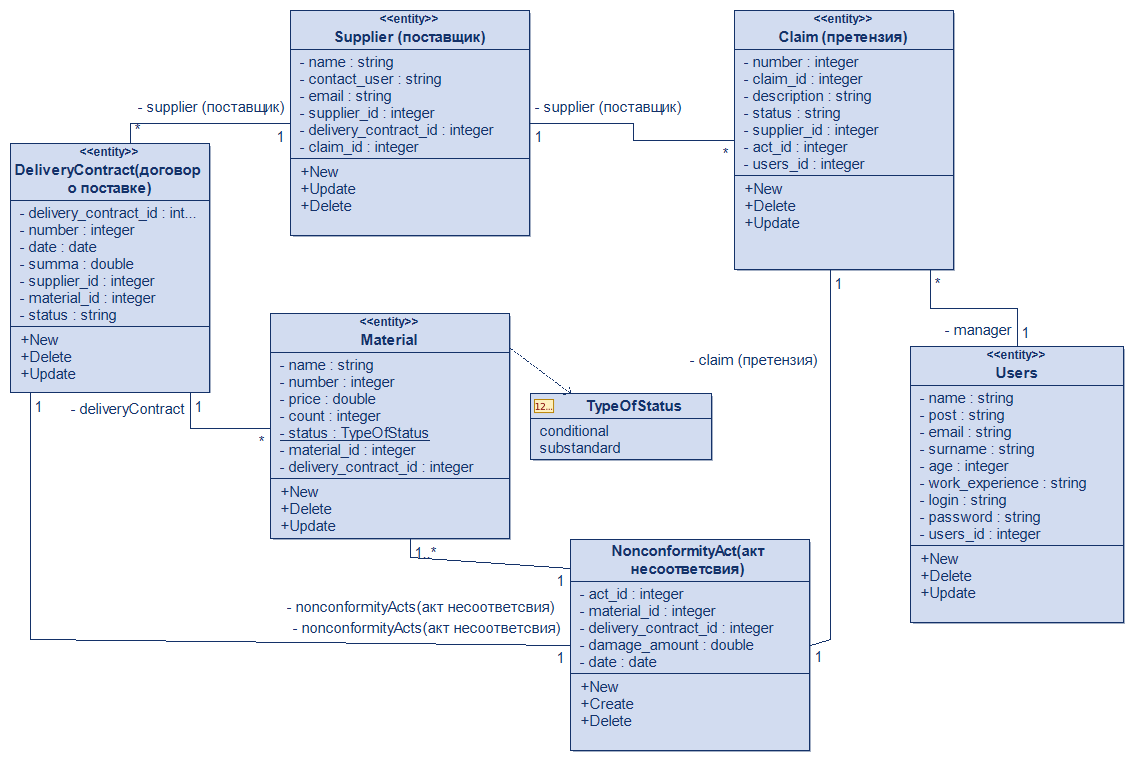 <<entity>>
Supplier (поставщик)
- name : string
- contact_user : string
- email : string
- supplier_id : integer
- delivery_contract_id : integer
- claim_id : integer
+New
+Update
+Delete
<<entity>>
Claim (претензия)
- number : integer
- claim_id : integer
- description : string
- status : string
- supplier_id : integer
- act_id : integer
- users_id : integer
+New
+Delete
+Update
- supplier (поставщик)
*
1
- supplier (поставщик)
1
*
<<entity>>
DeliveryContract(договор
о поставке)
- delivery_contract_id : int...
- number : integer
- date : date
- summa : double
- supplier_id : integer
- material_id : integer
- status : string
+New
+Delete
+Update
1
- deliveryContract
1
*
<<entity>>
Material
- name : string
- number : integer
- price : double
- count : integer
- status : TypeOfStatus
- material_id : integer
- delivery_contract_id : integer
+New
+Delete
+Update
12...
TypeOfStatus
conditional
substandard
1
*
- manager
1
- claim (претензия)
<<entity>>
Users
- name : string
- post : string
- email : string
- surname : string
- age : integer
- work_experience : string
- login : string
- password : string
- users_id : integer
+New
+Delete
+Update
1..*
1
- nonconformityActs(акт несоответсвия)
- nonconformityActs(акт несоответсвия)
1
1
NonconformityAct(акт
несоответсвия)
- act_id : integer
- material_id : integer
- delivery_contract_id : integer
- damage_amount : double
- date : date
+New
+Create
+Delete